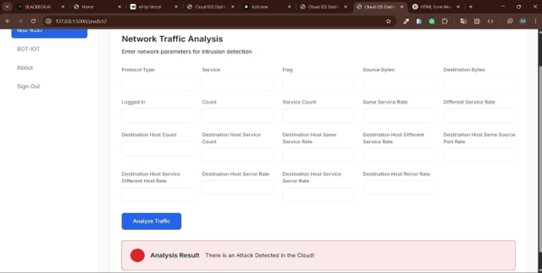 BLACKBOX.AI
Home
v0 by Vercel
Cloud IDS Dash
bolt.new
Cloud IDS Dash
Cloud IDS Dash
HTML Form Mo
127.0.0.1:5000/predict2
NSL-KDD
BOT-IOT
About
Sign Out
Network Traffic Analysis
Enter network parameters for intrusion detection
Protocol Type
Service
Flag
Source Bytes
Destination Bytes
Logged In
Count
Service Count
Same Service Rate
Different Service Rate
Destination Host Count
Destination Host Service
Count
Destination Host Same
Service Rate
Destination Host Different
Service Rate
Destination Host Same Source
Port Rate
Destination Host Service
Different Host Rate
Destination Host Serror Rate
Destination Host Service
Serror Rate
Destination Host Rerror Rate
Analyze Traffic
Analysis Result There is an Attack Detected in the Cloud!